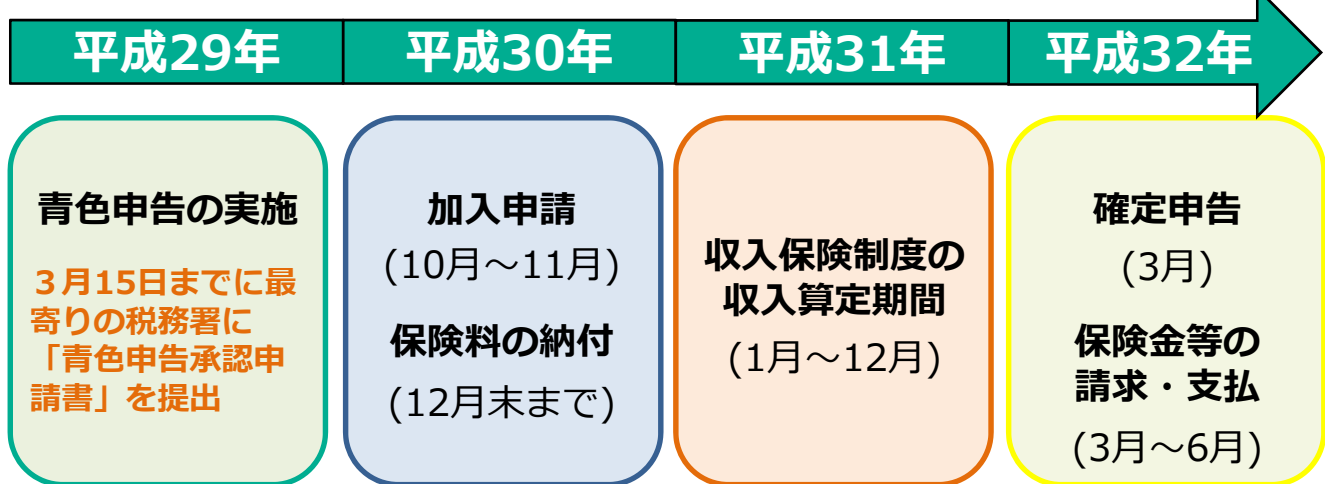 平成29年
平成30年
平成31年
平成32年
青色申告の実施
３月15日までに最
寄りの税務署に
「青色申告承認申
請書」を提出
加入申請
(10月～11月)
保険料の納付
(12月末まで)
収入保険制度の
収入算定期間
(1月～12月)
確定申告
(3月)
保険金等の
請求・支払
(3月～6月)